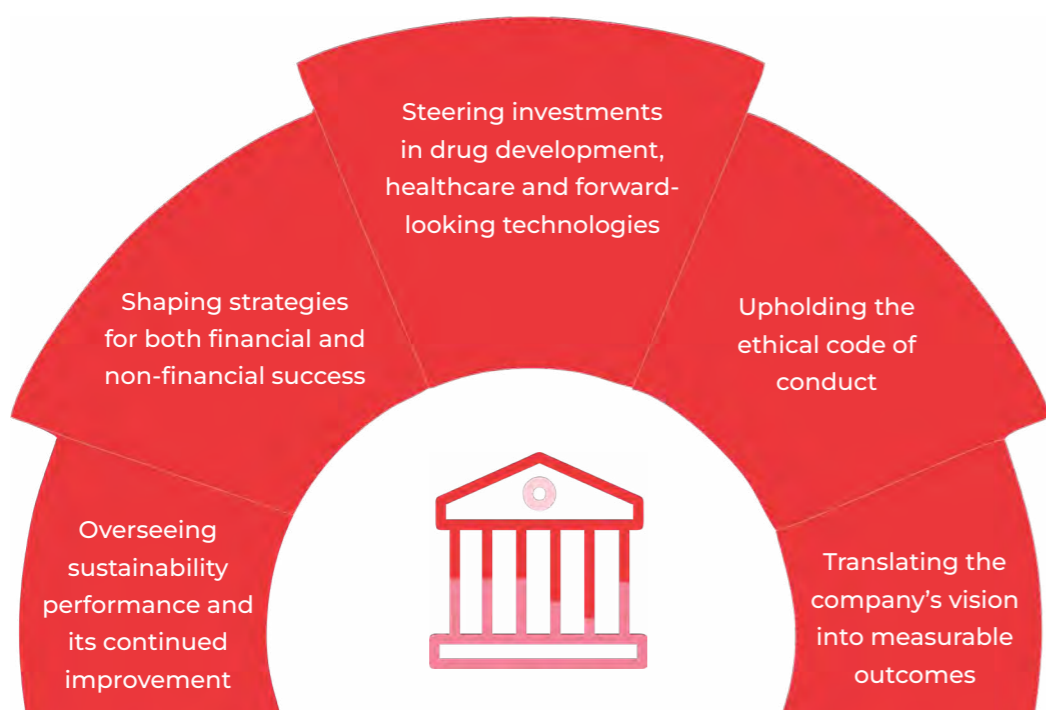 Steering investments
in drug development,
healthcare and forward-
looking technologies
Shaping strategies
for both financial and
non-financial success
Upholding the
ethical code of
conduct
Overseeing
sustainability
performance and
its continued
improvement
Translating the
company’s vision
into measurable
outcomes